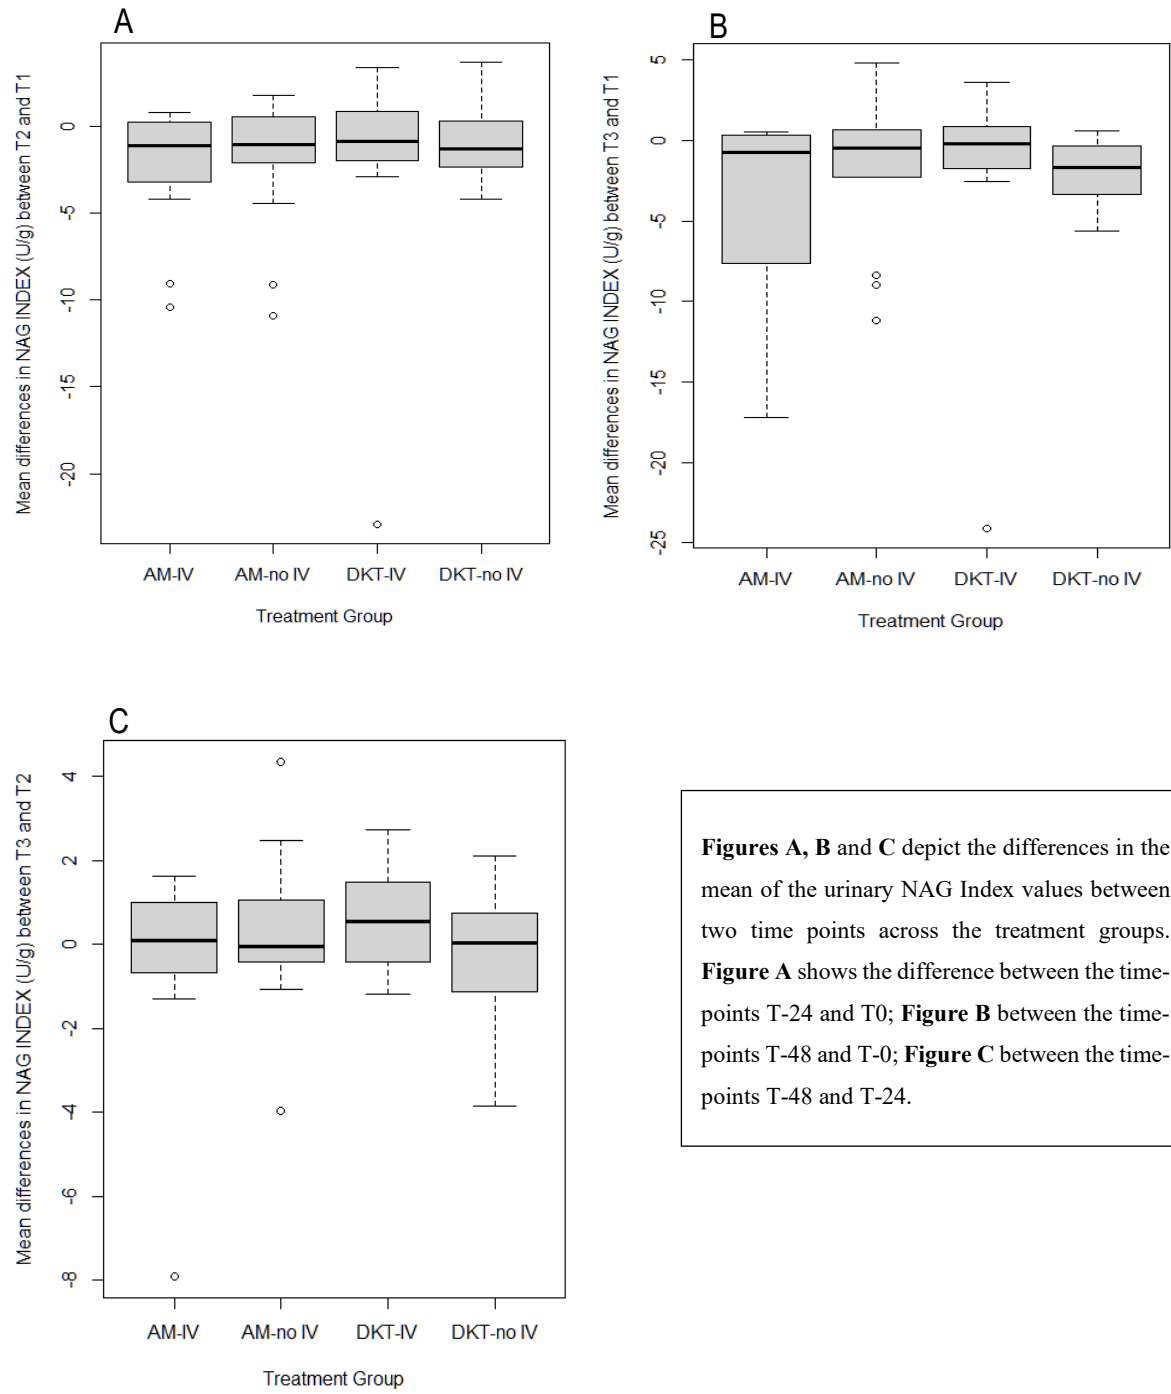 A
Mean differences in NAG INDEX (U/g) between T2 and T1
0
-5
-10
-15
-20
AM-IV AM-no IV DKT-IV DKT-no IV
Treatment Group
B
Mean differences in NAG INDEX (U/g) between T3 and T1
5
0
-5
-10
-15
-20
-25
AM-IV AM-no IV DKT-IV DKT-no IV
Treatment Group
C
Mean differences in NAG INDEX (U/g) between T3 and T2
4
2
0
-2
-4
-6
-8
AM-IV AM-no IV DKT-IV DKT-no IV
Treatment Group
Figures A, B and C depict the differences in the
mean of the urinary NAG Index values between
two time points across the treatment groups.
Figure A shows the difference between the time-
points T-24 and T0; Figure B between the time-
points T-48 and T-0; Figure C between the time-
points T-48 and T-24.